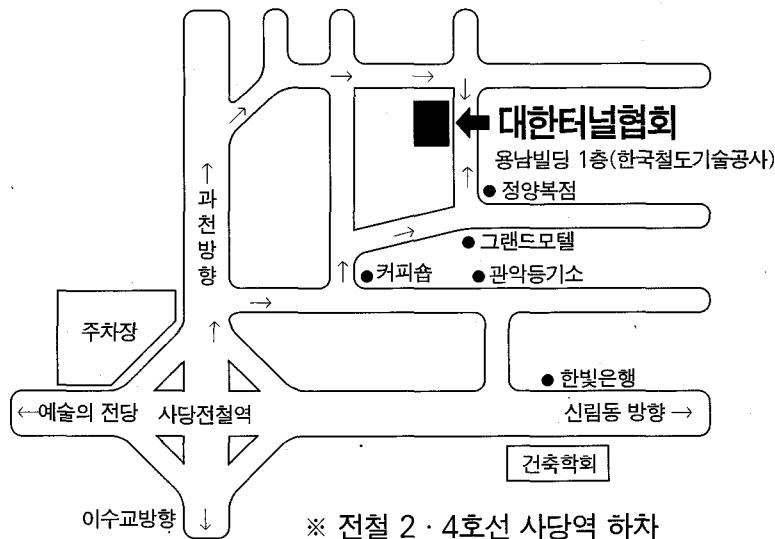 대한터널협회
용남빌딩 1층(한국철도기술공사)
정양복점
과천방향
그랜드모텔
커피숍
관악등기소
주차장
한빛은행
예술의 전당
사당전철역
신림동 방향
건축학회
이수교방향
※ 전철 2 · 4호선 사당역 하차